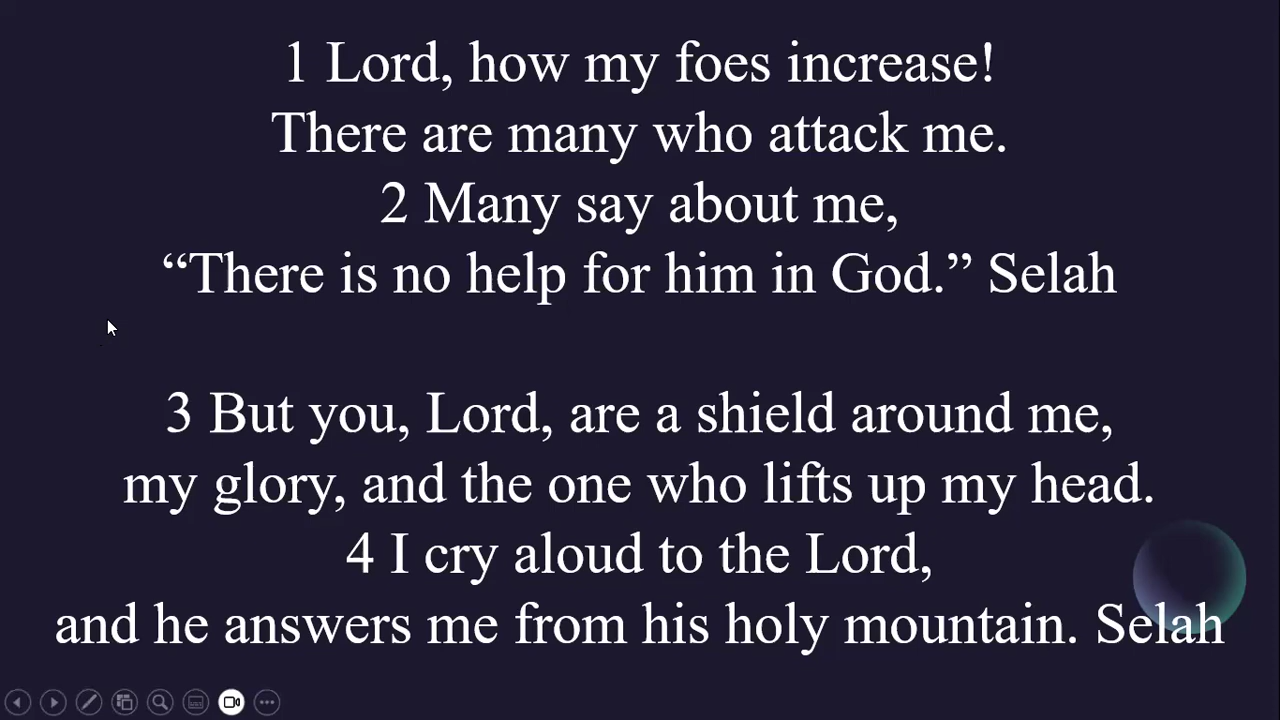 1 Lord, how my foes increase!
There are many who attack me.
2 Many say about me,
“There is no help for him in God.” Selah
3 But you, Lord, are a shield around me,
my glory, and the one who lifts up my head.
4 I cry aloud to the Lord,
and he answers me from his holy mountain. Selah